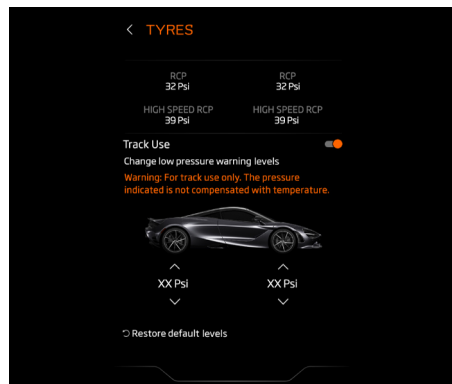 TYRES
RCP RCP
32 Psi 32 Psi
HIGH SPEED RCP HIGH SPEED RCP
39 Psi 39 Psi
Track Use
Change low pressure warning levels
Warning: For track use only. The pressure
indicated is not compensated with temperature.
XX Psi XX Psi
Restore default levels